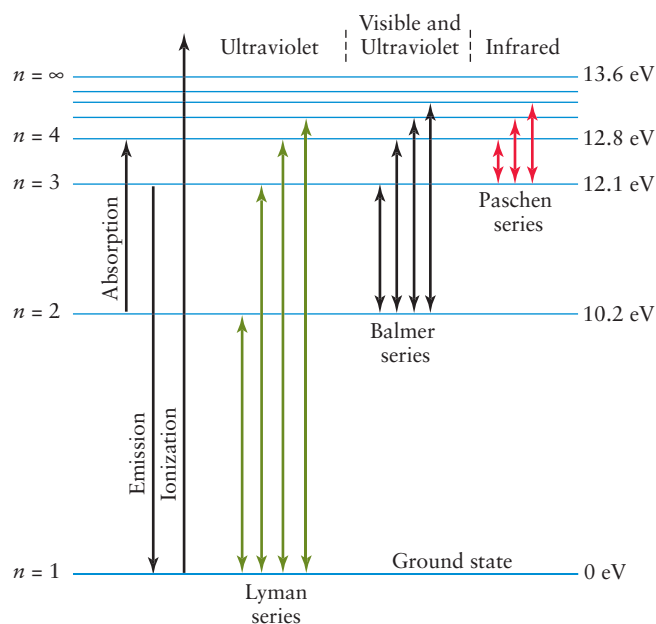 Visible and
Ultraviolet
Ultraviolet
Infrared
n = ∞
13.6 eV
n = 4
12.8 eV
n = 3
12.1 eV
Paschen
series
Absorption
n = 2
10.2 eV
Balmer
series
Emission
Ionization
Ground state
n = 1
0 eV
Lyman
series